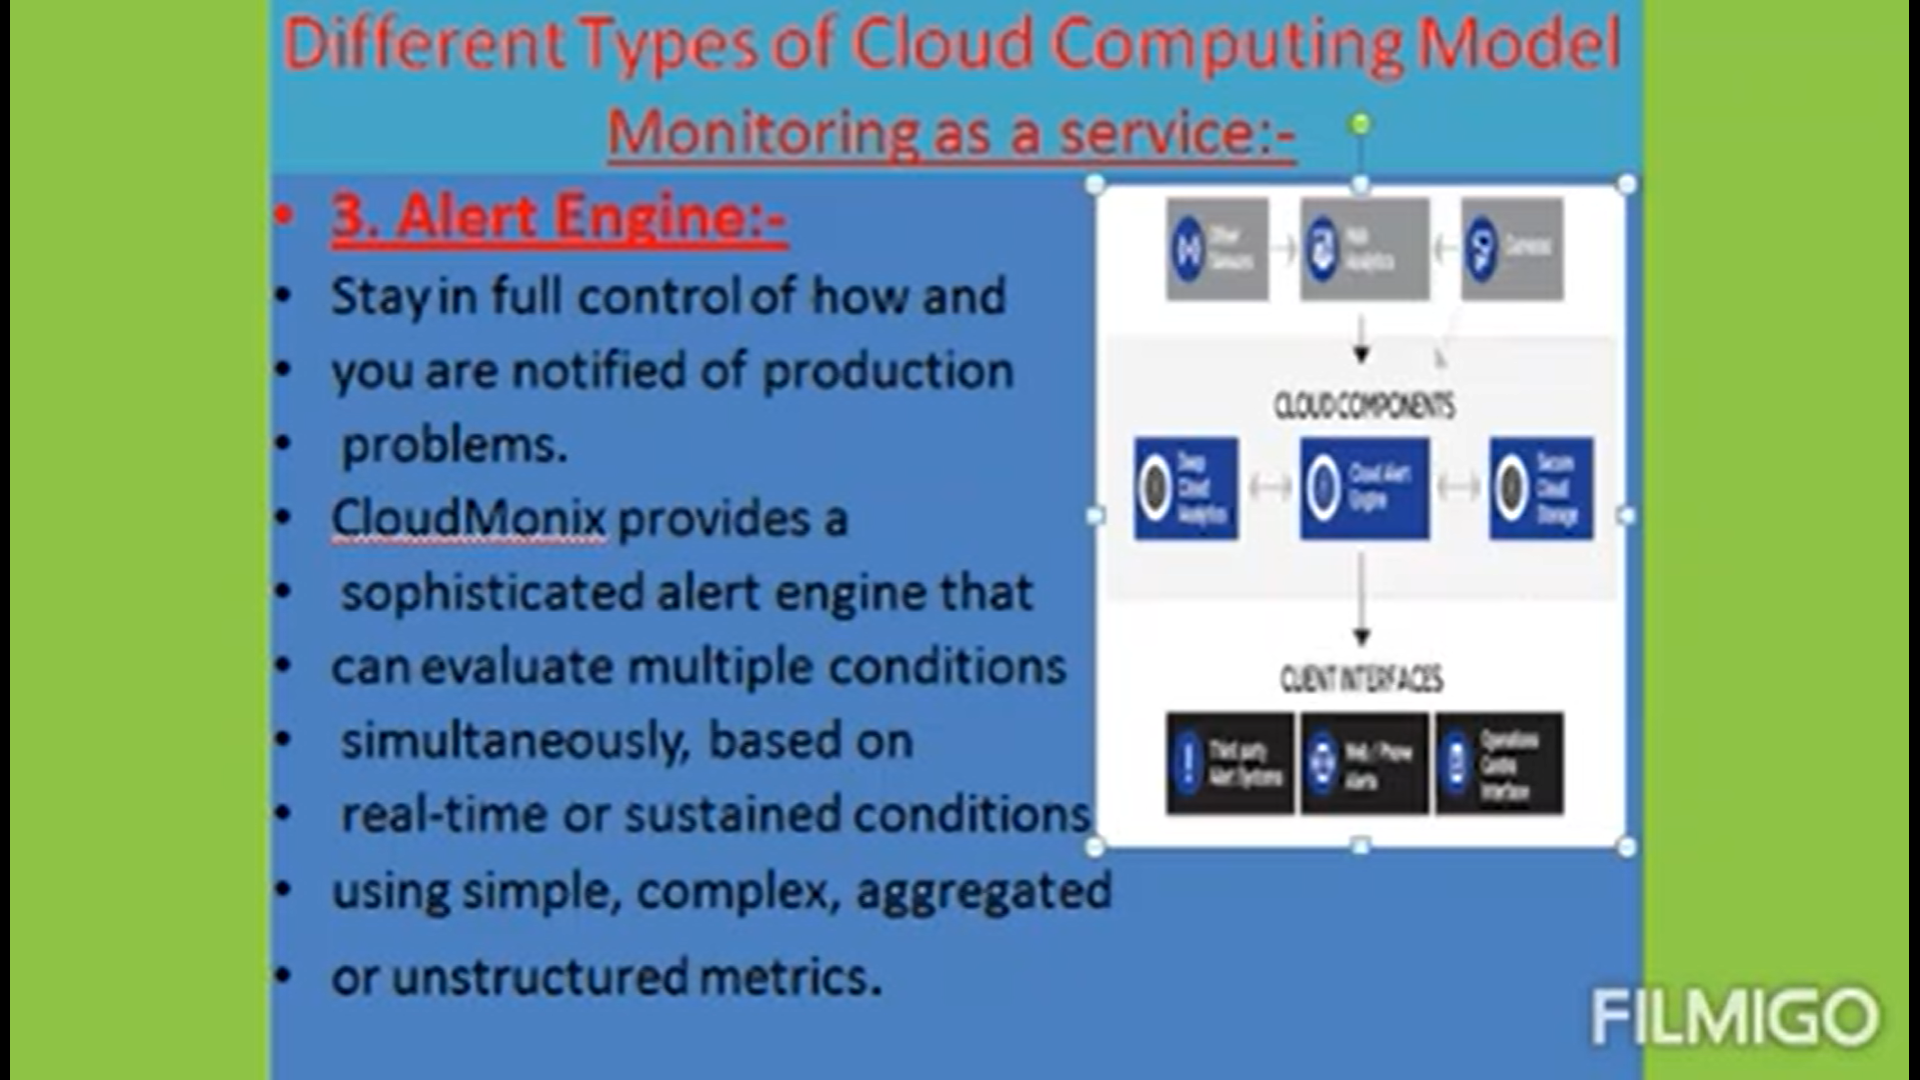 Different Types of Cloud Computing Model
Monitoring as a service:-
• 3. Alert Engine:-
• Stay in full control of how and
• you are notified of production
• problems.
• CloudMonix provides a
• sophisticated alert engine that
• can evaluate multiple conditions
• simultaneously, based on
• real-time or sustained conditions
• using simple, complex, aggregated
• or unstructured metrics.
Other
Analytics
CLOUD COMPONENTS
Deep
Cloud
Analytics
Cloud Alert
Engine
Secure
Cloud
Storage
CLIENT INTERFACES
Third party
Alert Systems
Web / Phone
Alerts
Operations
Centre
Interface
FILMIGO